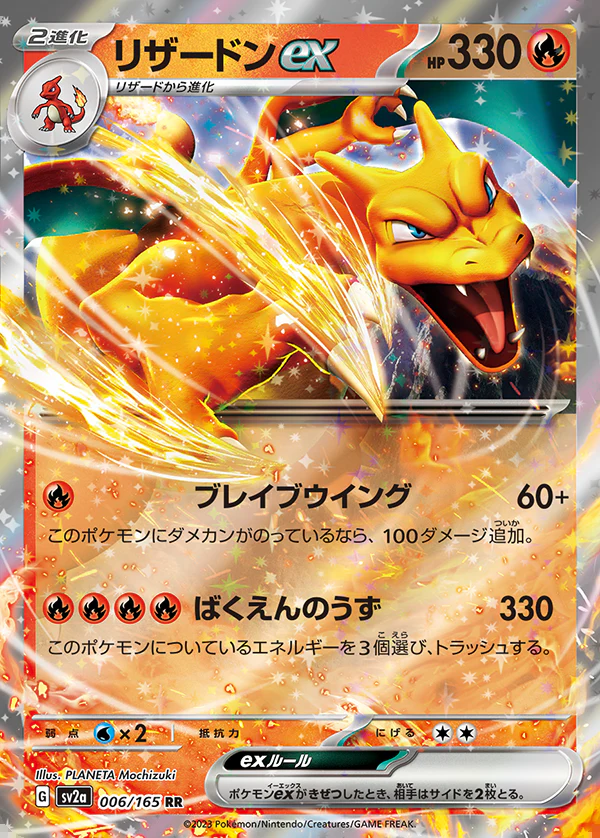 2進化
リザードンex
HP330
リザードから進化
ブレイブウイング 60+
このポケモンにダメカンがのっているなら、100ダメージ追加。
ばくえんのうず 330
このポケモンについているエネルギーを3個選び、トラッシュする。
弱点 ×2 抵抗力 にげる
Illus. PLANETA Mochizuki
exルール
ポケモンexがきぜつしたとき、相手はサイドを2枚とる。
G sv2a 006/165 RR
©2023 Pokémon/Nintendo/Creatures/GAME FREAK.